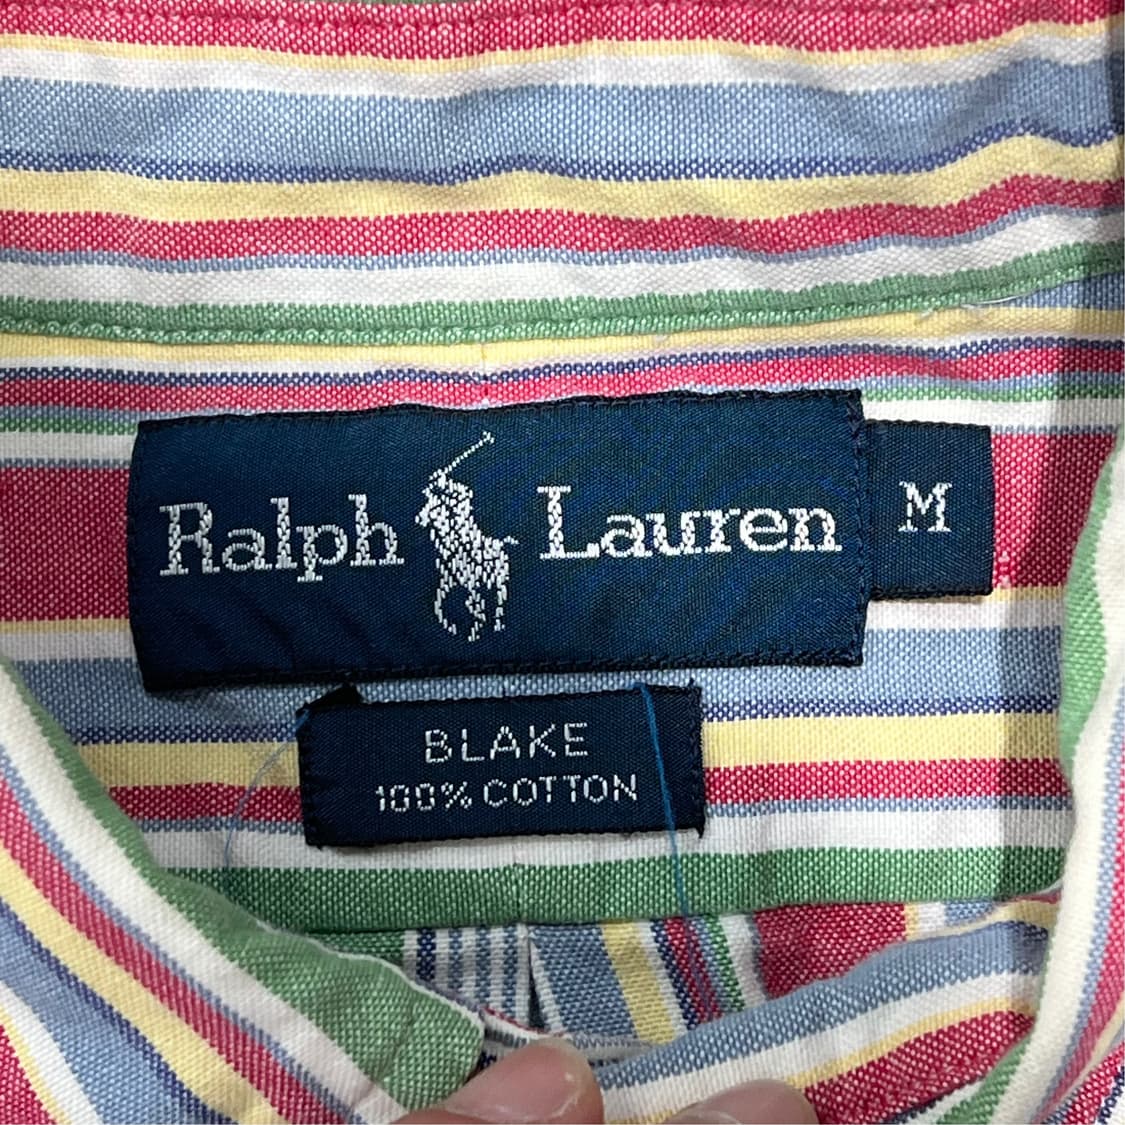 Ralph Lauren M
BLAKE
100% COTTON